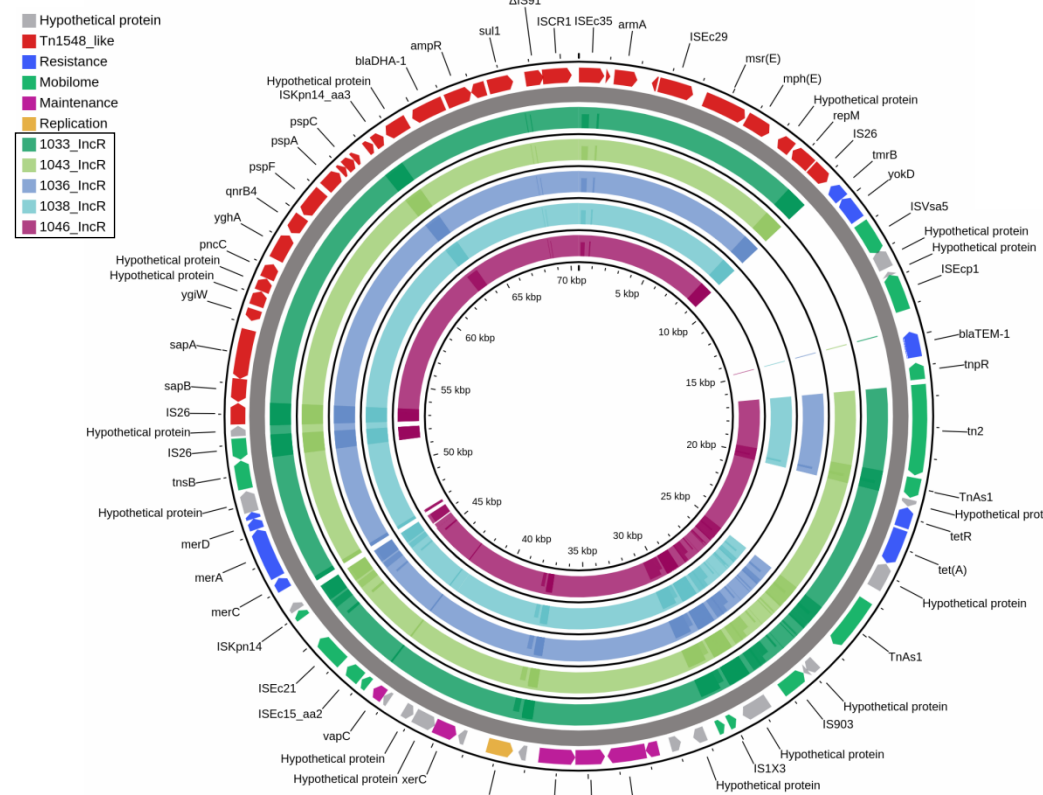 Hypothetical protein
Tn1548_like
Resistance
Mobilome
Maintenance
Replication
1033_IncR
1043_IncR
1036_IncR
1038_IncR
1046_IncR
ΔIS91
ISCR1
ISEc35
armA
ISEc29
msr(E)
mph(E)
Hypothetical protein
repM
IS26
tmrB
yokD
ISVsa5
Hypothetical protein
Hypothetical protein
ISEcp1
blaTEM-1
tnpR
tn2
TnAs1
Hypothetical prot
tetR
tet(A)
Hypothetical protein
TnAs1
Hypothetical protein
IS903
Hypothetical protein
IS1X3
Hypothetical protein
xerC
Hypothetical protein
Hypothetical protein
vapC
ISEc15_aa2
ISEc21
ISKpn14
merC
merA
merD
Hypothetical protein
tnsB
IS26
Hypothetical protein
IS26
sapB
sapA
ygiW
Hypothetical protein
Hypothetical protein
pncC
yghA
qnrB4
pspF
pspA
pspC
ISKpn14_aa3
Hypothetical protein
blaDHA-1
ampR
sul1
5 kbp
10 kbp
15 kbp
20 kbp
25 kbp
30 kbp
35 kbp
40 kbp
45 kbp
50 kbp
55 kbp
60 kbp
65 kbp
70 kbp